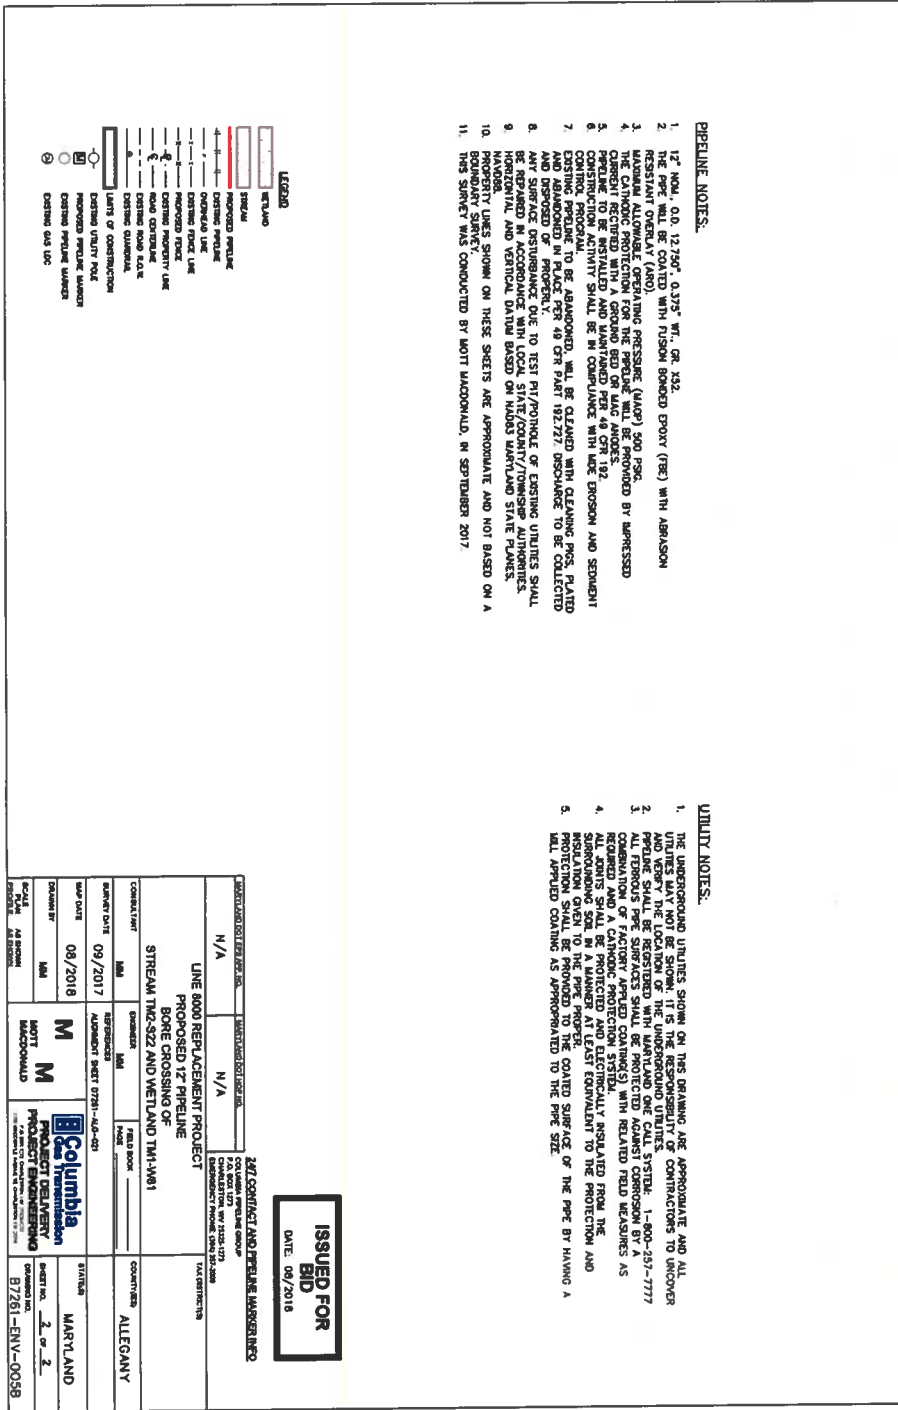 PIPELINE NOTES:
1. 12" NOM., O.D. 12.750", 0.375" WT., GR. X52.
2. THE PIPE WILL BE COATED WITH FUSION BONDED EPOXY (FBE) WITH ABRASION
RESISTANT OVERLAY (ARO).
3. MAXIMUM ALLOWABLE OPERATING PRESSURE (MAOP) 500 PSIG.
4. THE CATHODIC PROTECTION FOR THE PIPELINE WILL BE PROVIDED BY IMPRESSED
CURRENT RECTIFIED WITH A GROUND BED OR MAG ANODES.
5. PIPELINE TO BE INSTALLED AND MAINTAINED PER 49 CFR 192.
6. CONSTRUCTION ACTIVITY SHALL BE IN COMPLIANCE WITH MDE EROSION AND SEDIMENT
CONTROL PROGRAM.
7. EXISTING PIPELINE TO BE ABANDONED, WILL BE CLEANED WITH CLEANING PIGS, PLATED
AND ABANDONED IN PLACE PER 49 CFR PART 192.727. DISCHARGE TO BE COLLECTED
AND DISPOSED OF PROPERLY.
8. ANY SURFACE DISTURBANCE DUE TO TEST PIT/POTHOLE OF EXISTING UTILITIES SHALL
BE REPAIRED IN ACCORDANCE WITH LOCAL STATE/COUNTY/TOWNSHIP AUTHORITIES.
9. HORIZONTAL AND VERTICAL DATUM BASED ON NAD83 MARYLAND STATE PLANES.
NAVD88.
10. PROPERTY LINES SHOWN ON THESE SHEETS ARE APPROXIMATE AND NOT BASED ON A
BOUNDARY SURVEY.
11. THIS SURVEY WAS CONDUCTED BY MOTT MACDONALD, IN SEPTEMBER 2017.
UTILITY NOTES:
1. THE UNDERGROUND UTILITIES SHOWN ON THIS DRAWING ARE APPROXIMATE AND ALL
UTILITIES MAY NOT BE SHOWN. IT IS THE RESPONSIBILITY OF CONTRACTORS TO UNCOVER
AND VERIFY THE LOCATION OF THE UNDERGROUND UTILITIES.
2. PIPELINE SHALL BE REGISTERED WITH MARYLAND ONE CALL SYSTEM: 1-800-257-7777
3. ALL FERROUS PIPE SURFACES SHALL BE PROTECTED AGAINST CORROSION BY A
COMBINATION OF FACTORY APPLIED COATING(S) WITH RELATED FIELD MEASURES AS
REQUIRED AND A CATHODIC PROTECTION SYSTEM.
4. ALL JOINTS SHALL BE PROTECTED AND ELECTRICALLY INSULATED FROM THE
SURROUNDING SOIL IN A MANNER AT LEAST EQUIVALENT TO THE PROTECTION AND
INSULATION GIVEN TO THE PIPE PROPER.
5. PROTECTION SHALL BE PROVIDED TO THE COATED SURFACE OF THE PIPE BY HAVING A
MILL APPLIED COATING AS APPROPRIATED TO THE PIPE SIZE.
LEGEND
WETLAND
STREAM
PROPOSED PIPELINE
EXISTING PIPELINE
OVERHEAD LINE
EXISTING FENCE LINE
PROPOSED FENCE
EXISTING PROPERTY LINE
ROAD CENTERLINE
EXISTING ROAD R.O.W.
EXISTING GUARDRAIL
LIMITS OF CONSTRUCTION
EXISTING UTILITY POLE
PROPOSED PIPELINE MARKER
EXISTING PIPELINE MARKER
EXISTING GAS LOC
ISSUED FOR
BID
DATE: 08/2018
N/A
N/A
24/7 CONTACT AND PIPELINE MARKER INFO
COLUMBIA PIPELINE GROUP
P.O. BOX 1273
CHARLESTON, WV 25325-1273
LINE 8000 REPLACEMENT PROJECT
PROPOSED 12" PIPELINE
BORE CROSSING OF
STREAM TM2-S22 AND WETLAND TM1-W81
TAX DISTRICT(S)
CONSULTANT
MM
ENGINEER
MM
FIELD BOOK
PAGE
COUNTY(IES)
ALLEGANY
SURVEY DATE
09/2017
REFERENCES
ALIGNMENT SHEET D7261-ALG-021
MAP DATE
08/2018
DRAWN BY
MM
SCALE
PLAN AS SHOWN
PROFILE AS SHOWN
M
M
MOTT
MACDONALD
Columbia
Gas Transmission
PROJECT DELIVERY
PROJECT ENGINEERING
STATE(S)
MARYLAND
SHEET NO. 2 OF 2
DRAWING NO.
B7261-ENV-005B